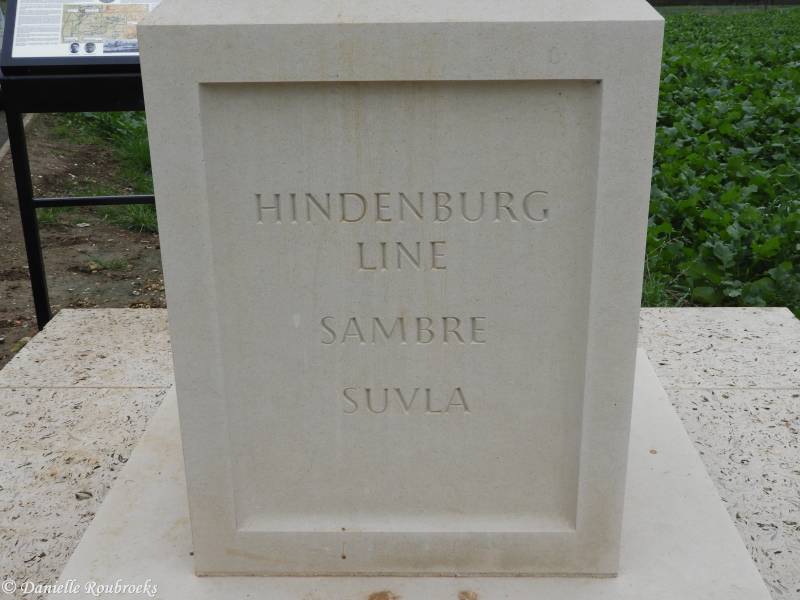 HINDENBURG
LINE
SAMBRE
SUVLA
© Danielle Roubroeks